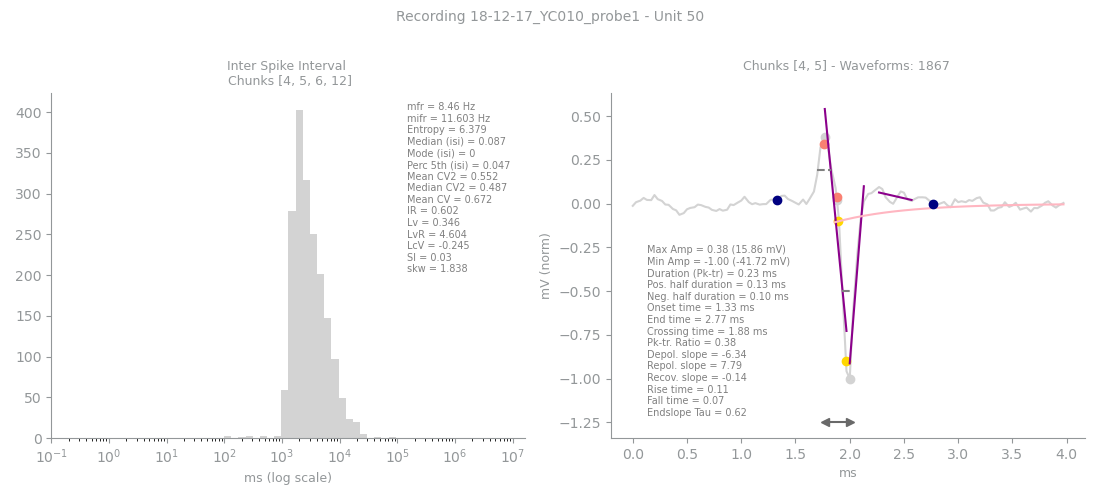 Recording 18-12-17_YC010_probe1 - Unit 50
Inter Spike Interval
Chunks [4, 5, 6, 12]
400
350
300
250
200
150
100
50
0
10⁻¹
10⁰
10¹
10²
10³
10⁴
10⁵
10⁶
10⁷
ms (log scale)
mfr = 8.46 Hz
mifr = 11.603 Hz
Entropy = 6.379
Median (isi) = 0.087
Mode (isi) = 0
Perc 5th (isi) = 0.047
Mean CV2 = 0.552
Median CV2 = 0.487
Mean CV = 0.672
IR = 0.602
Lv = 0.346
LvR = 4.604
LcV = -0.245
SI = 0.03
skw = 1.838
Chunks [4, 5] - Waveforms: 1867
mV (norm)
0.50
0.25
0.00
−0.25
−0.50
−0.75
−1.00
−1.25
Max Amp = 0.38 (15.86 mV)
Min Amp = -1.00 (-41.72 mV)
Duration (Pk-tr) = 0.23 ms
Pos. half duration = 0.13 ms
Neg. half duration = 0.10 ms
Onset time = 1.33 ms
End time = 2.77 ms
Crossing time = 1.88 ms
Pk-tr. Ratio = 0.38
Depol. slope = -6.34
Repol. slope = 7.79
Recov. slope = -0.14
Rise time = 0.11
Fall time = 0.07
Endslope Tau = 0.62
0.0
0.5
1.0
1.5
2.0
2.5
3.0
3.5
4.0
ms